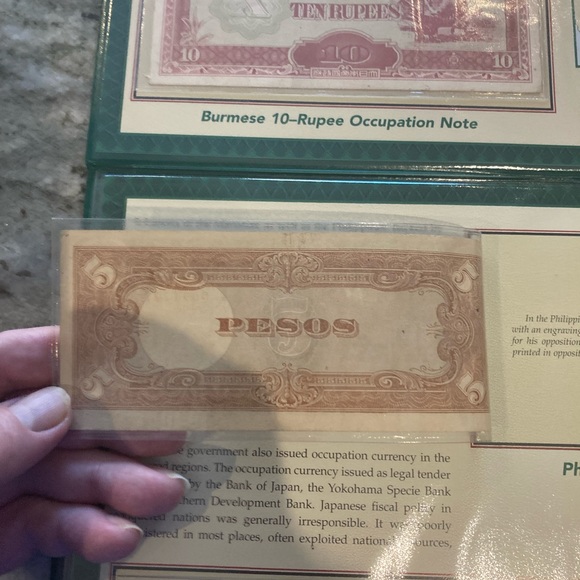 TEN RUPEES
10 10 10
Burmese 10–Rupee Occupation Note
5 5
PESOS
5
5 5
In the Philippi
with an engraving
for his opposition
printed in opposit
government also issued occupation currency in the
regions. The occupation currency issued as legal tender
by the Bank of Japan, the Yokohama Specie Bank
Development Bank. Japanese fiscal policy in
nations was generally irresponsible. It was poorly
in most places, often exploited
Ph